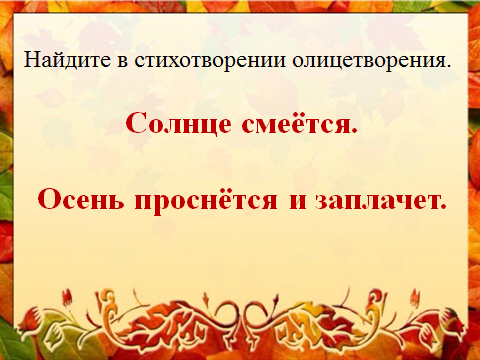 Найдите в стихотворении олицетворения.
Солнце смеётся.
Осень проснётся и заплачет.